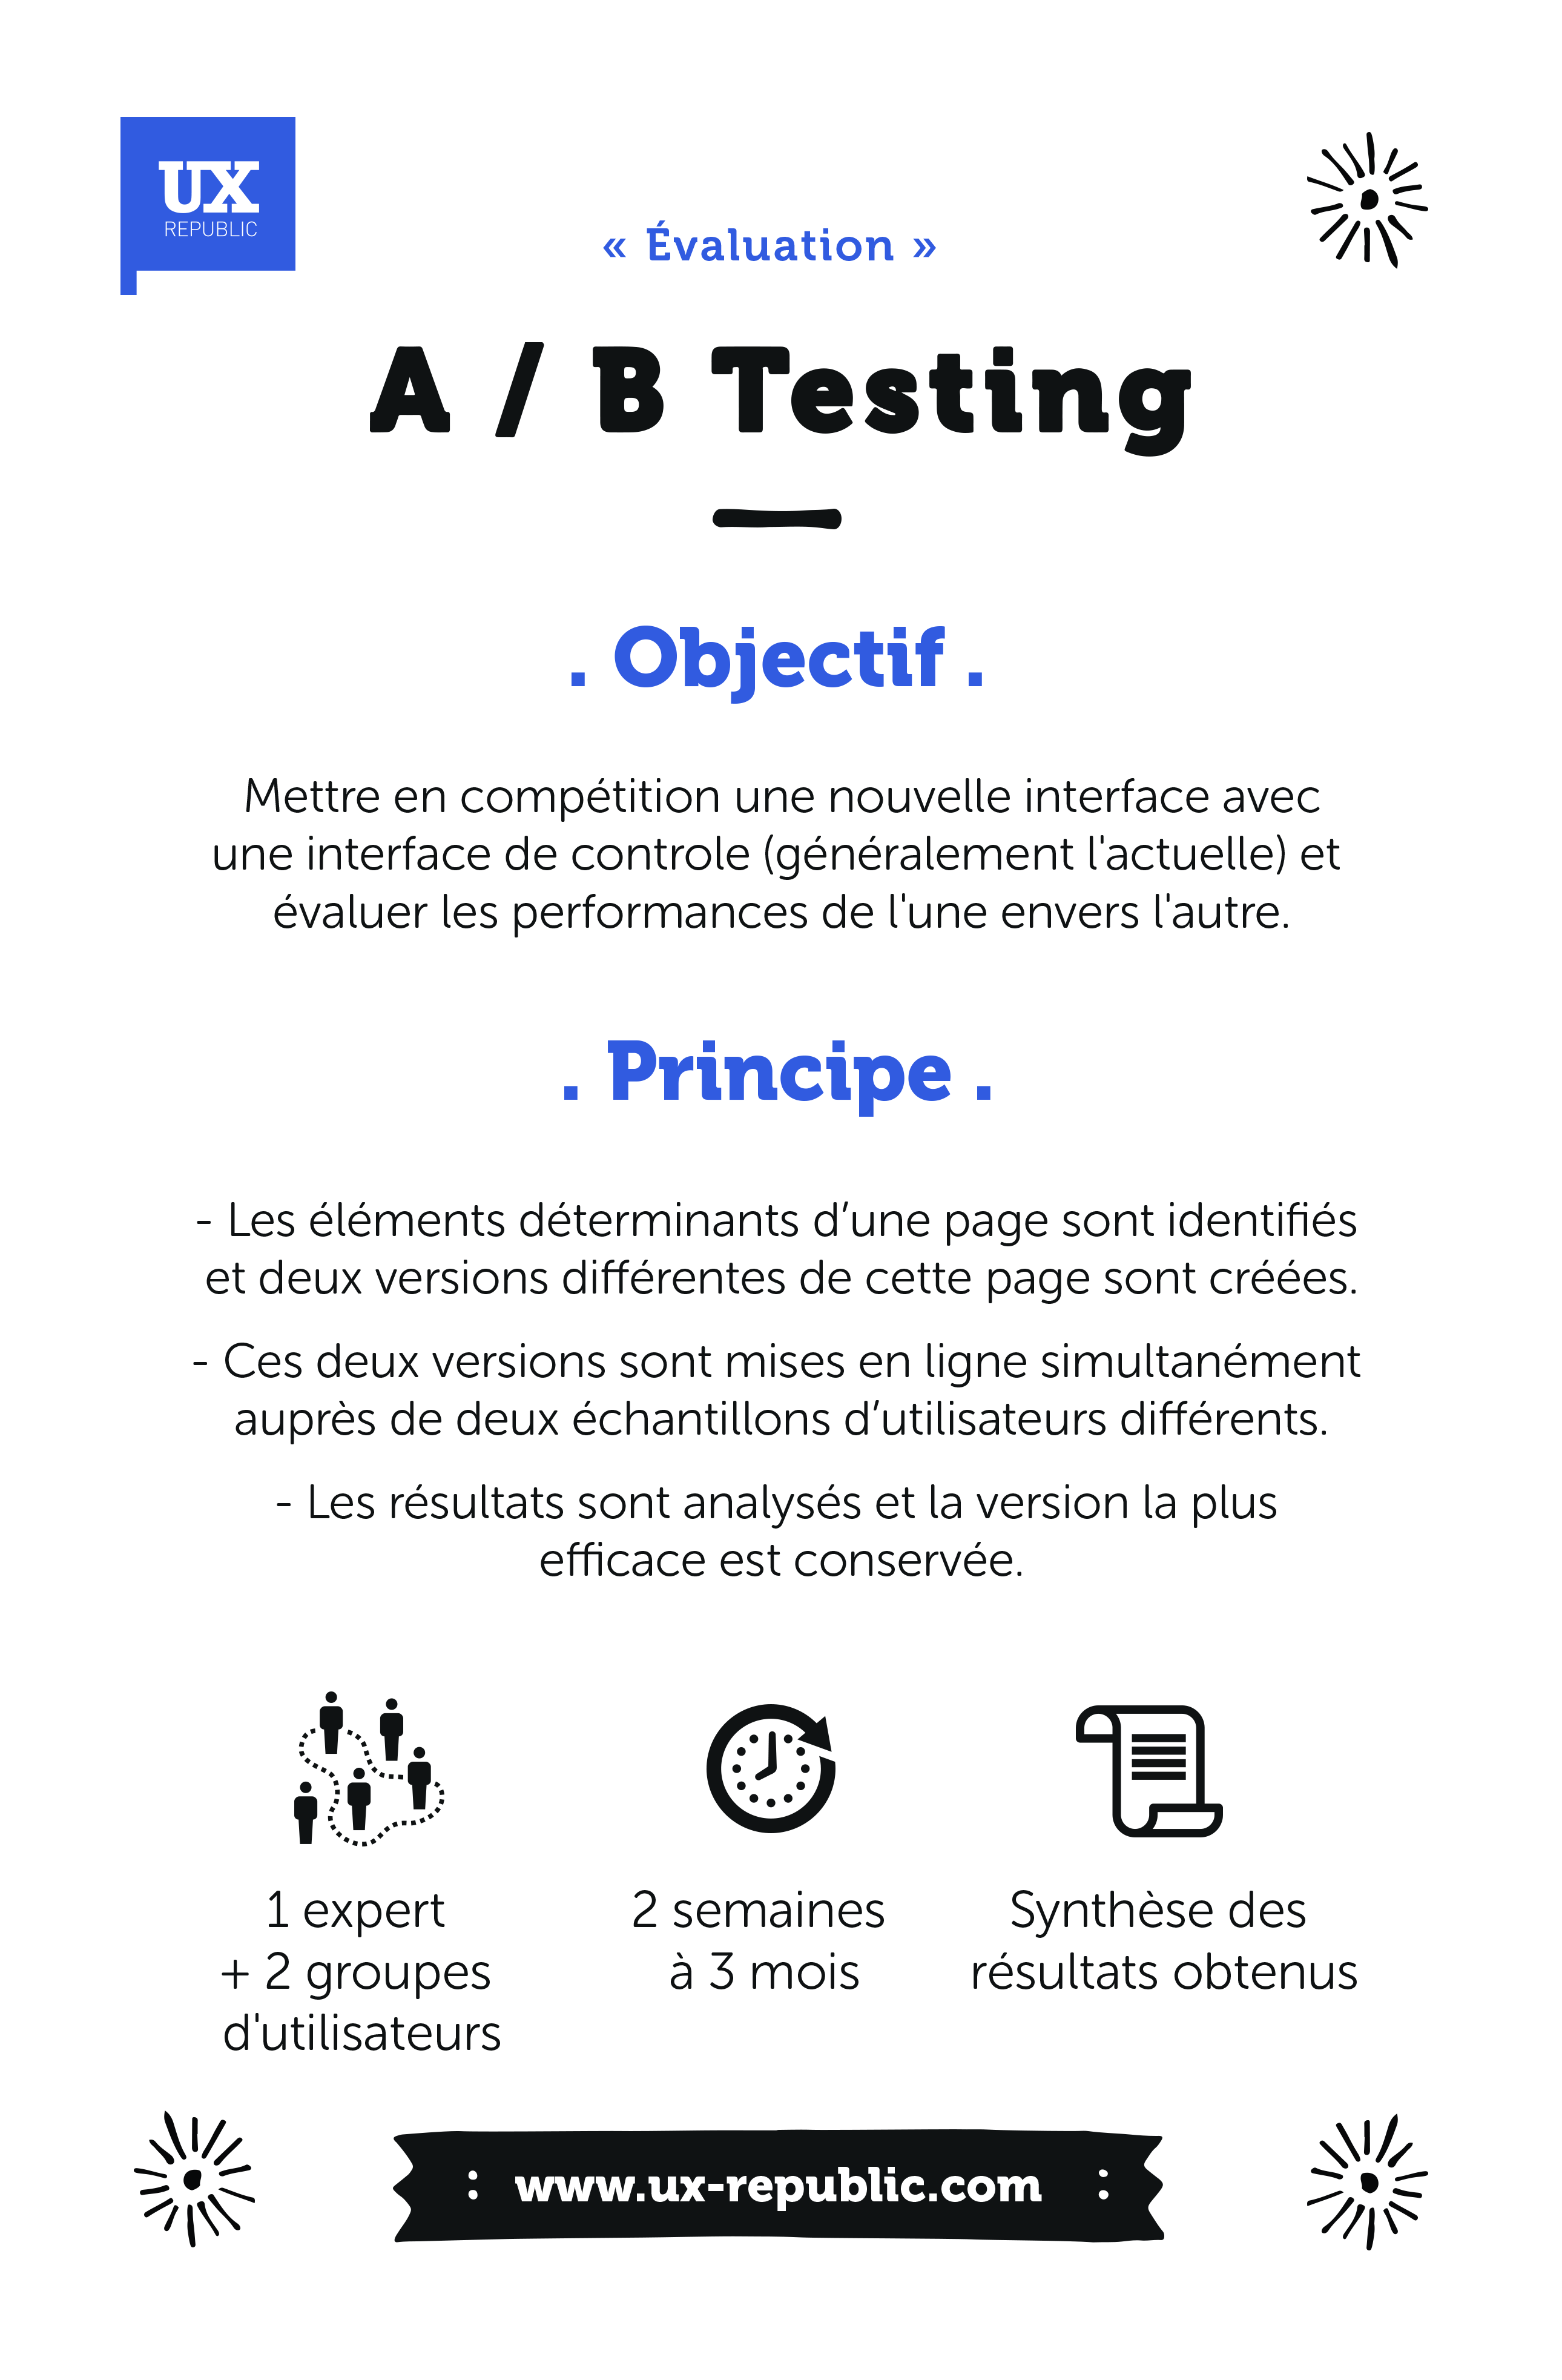 UX
REPUBLIC
« Évaluation »
A / B Testing
. Objectif .
Mettre en compétition une nouvelle interface avec
une interface de controle (généralement l'actuelle) et
évaluer les performances de l'une envers l'autre.
. Principe .
- Les éléments déterminants d’une page sont identifiés
et deux versions différentes de cette page sont créées.
- Ces deux versions sont mises en ligne simultanément
auprès de deux échantillons d’utilisateurs différents.
- Les résultats sont analysés et la version la plus
efficace est conservée.
1 expert
+ 2 groupes
d'utilisateurs
2 semaines
à 3 mois
Synthèse des
résultats obtenus
: www.ux-republic.com :